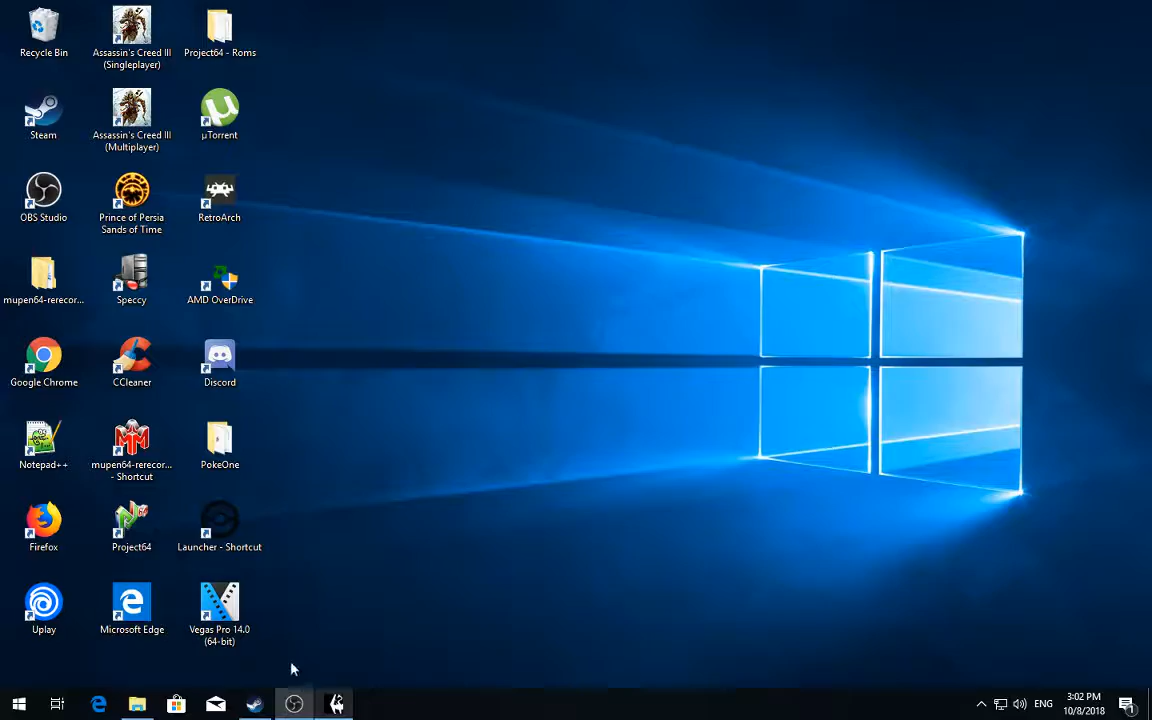 Recycle Bin
Assassin's Creed III
(Singleplayer)
Project64 - Roms
Steam
Assassin's Creed III
(Multiplayer)
µTorrent
OBS Studio
Prince of Persia
Sands of Time
RetroArch
mupen64-rerecor...
Speccy
AMD OverDrive
Google Chrome
CCleaner
Discord
Notepad++
mupen64-rerecor...
- Shortcut
PokeOne
Firefox
Project64
Launcher - Shortcut
Uplay
Microsoft Edge
Vegas Pro 14.0
(64-bit)
ENG
3:02 PM
10/8/2018
1